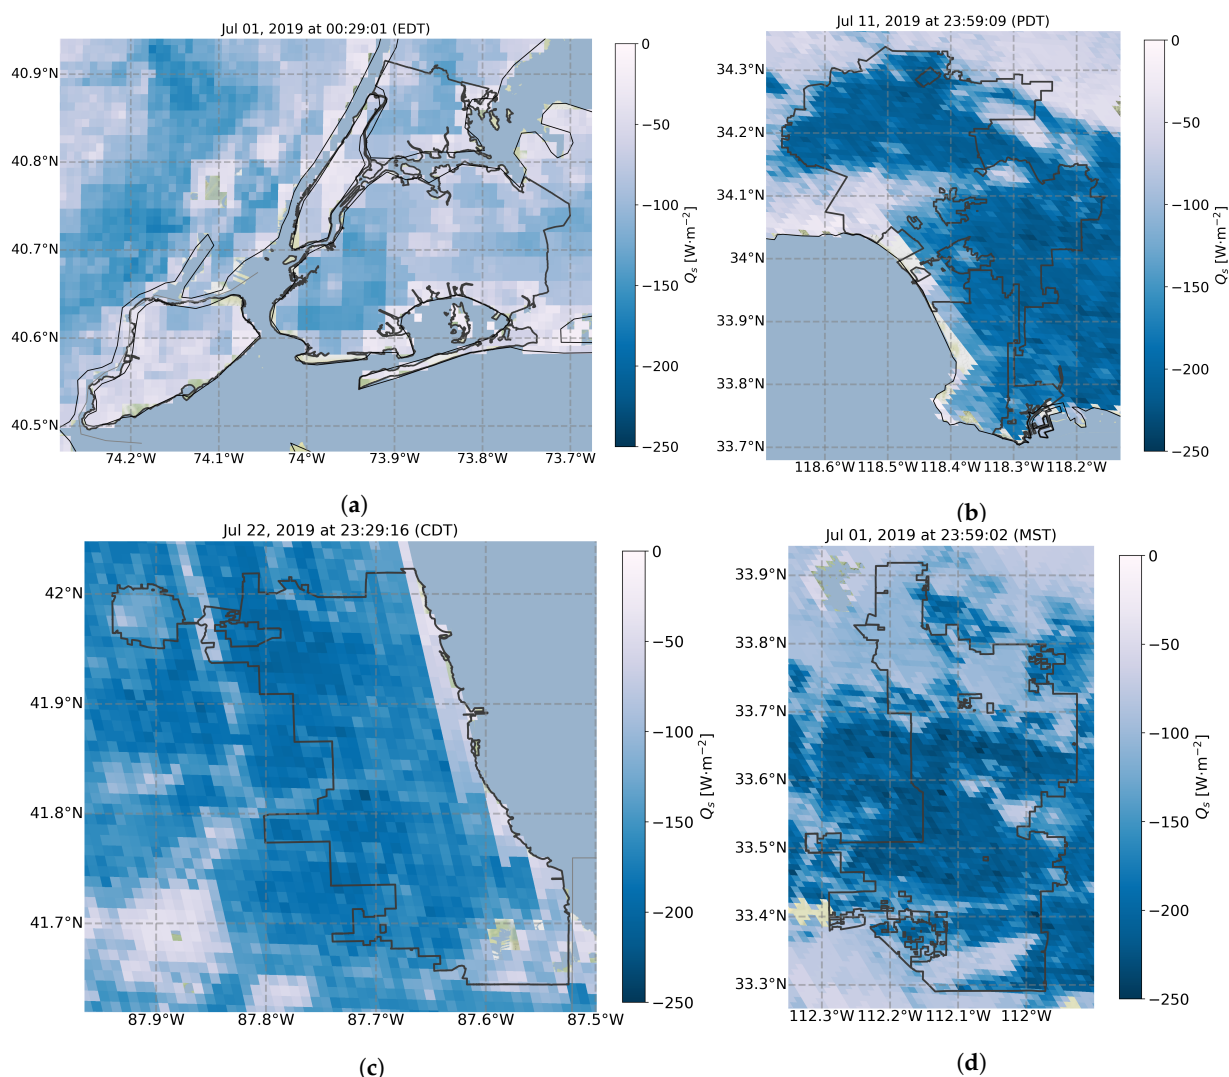 Jul 01, 2019 at 00:29:01 (EDT)
40.9°N
40.8°N
40.7°N
40.6°N
40.5°N
74.2°W 74.1°W 74°W 73.9°W 73.8°W 73.7°W
0
−50
−100
−150
−200
−250
Qs [W·m−2]
(a)
Jul 11, 2019 at 23:59:09 (PDT)
34.3°N
34.2°N
34.1°N
34°N
33.9°N
33.8°N
33.7°N
118.6°W 118.5°W 118.4°W 118.3°W 118.2°W
0
−50
−100
−150
−200
−250
Qs [W·m−2]
(b)
Jul 22, 2019 at 23:29:16 (CDT)
42°N
41.9°N
41.8°N
41.7°N
87.9°W 87.8°W 87.7°W 87.6°W 87.5°W
0
−50
−100
−150
−200
−250
Qs [W·m−2]
(c)
Jul 01, 2019 at 23:59:02 (MST)
33.9°N
33.8°N
33.7°N
33.6°N
33.5°N
33.4°N
33.3°N
112.3°W 112.2°W 112.1°W 112°W
0
−50
−100
−150
−200
−250
Qs [W·m−2]
(d)